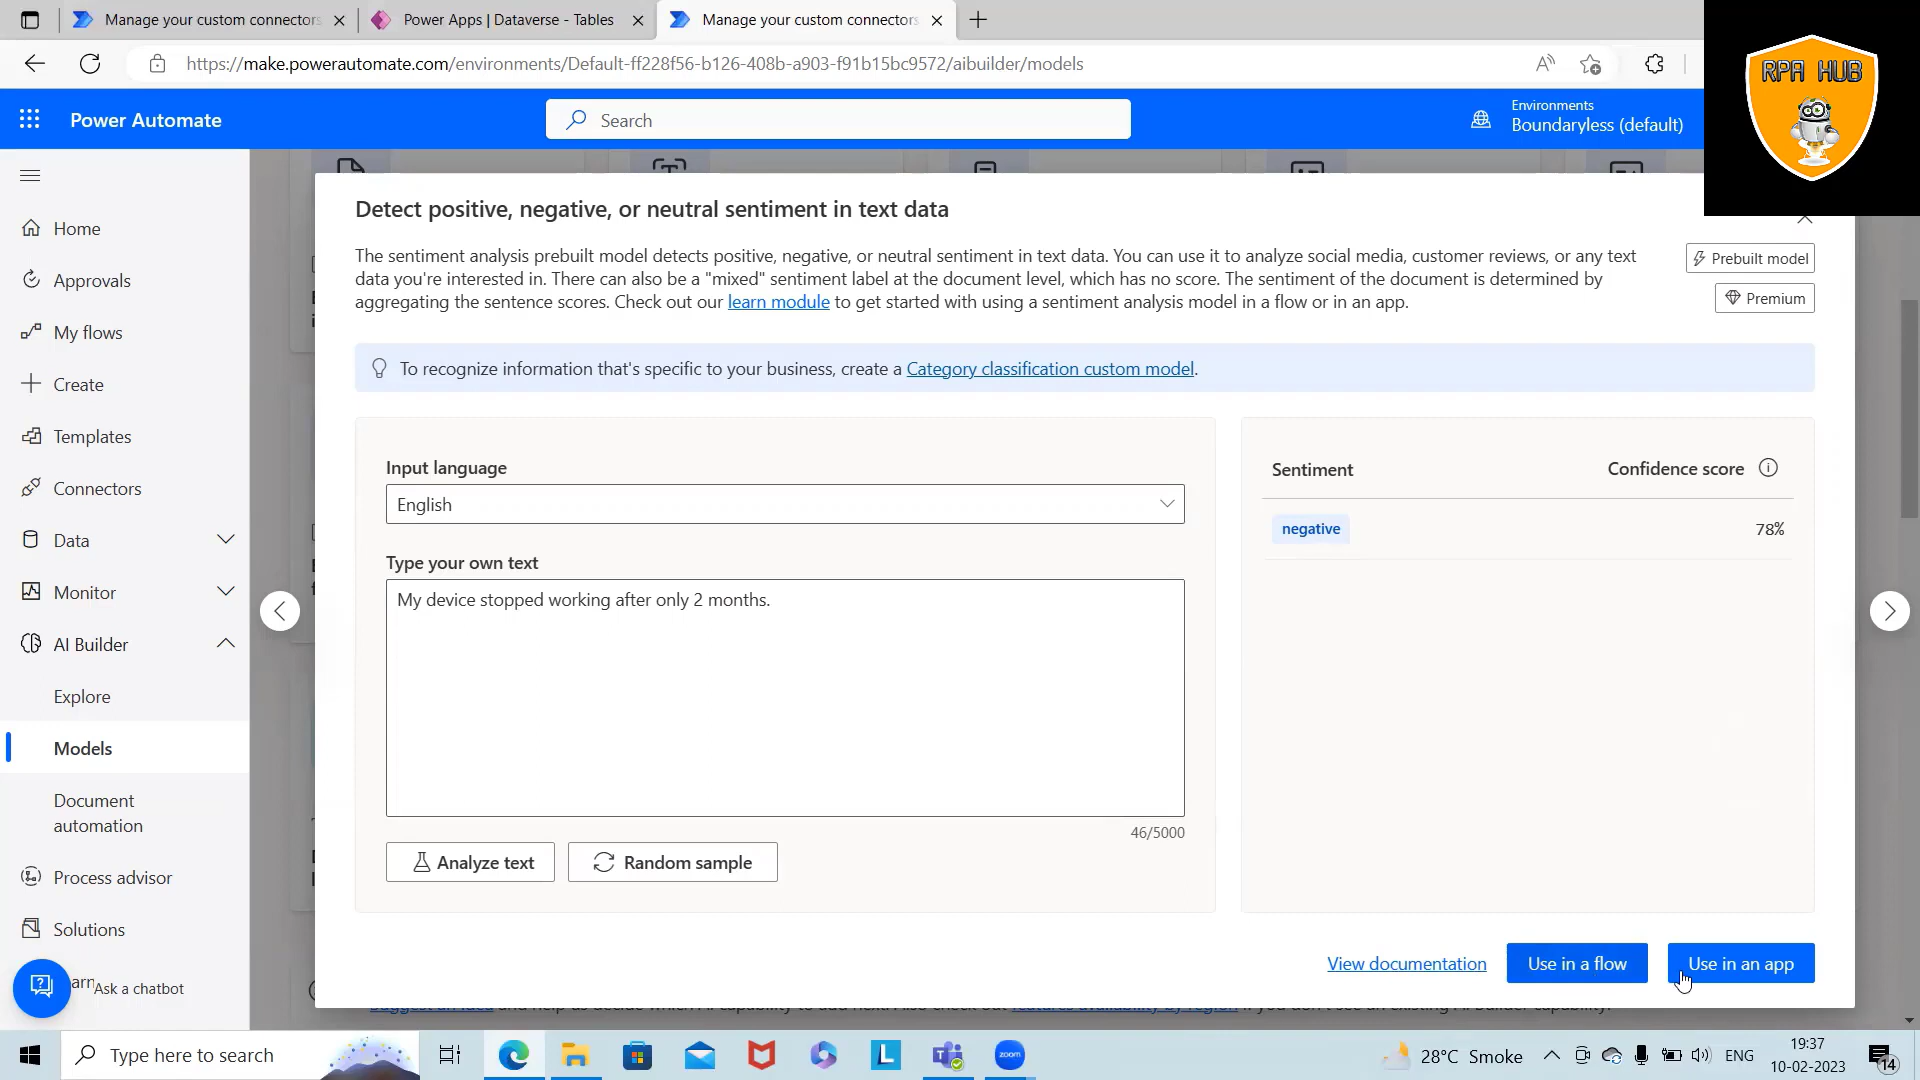 Manage your custom connectors
Power Apps | Dataverse - Tables
Manage your custom connectors
https://make.powerautomate.com/environments/Default-ff228f56-b126-408b-a903-f91b15bc9572/aibuilder/models
RPA HUB
Power Automate
Search
Environments
Boundaryless (default)
Home
Approvals
My flows
Create
Templates
Connectors
Data
Monitor
AI Builder
Explore
Models
Document
automation
Process advisor
Solutions
Ask a chatbot
Detect positive, negative, or neutral sentiment in text data
The sentiment analysis prebuilt model detects positive, negative, or neutral sentiment in text data. You can use it to analyze social media, customer reviews, or any text
data you're interested in. There can also be a "mixed" sentiment label at the document level, which has no score. The sentiment of the document is determined by
aggregating the sentence scores. Check out our learn module to get started with using a sentiment analysis model in a flow or in an app.
Prebuilt model
Premium
To recognize information that's specific to your business, create a Category classification custom model.
Input language
English
Type your own text
My device stopped working after only 2 months.
46/5000
Analyze text
Random sample
Sentiment
Confidence score
negative
78%
View documentation
Use in a flow
Use in an app
Type here to search
zoom
28°C Smoke
ENG
19:37
10-02-2023
14